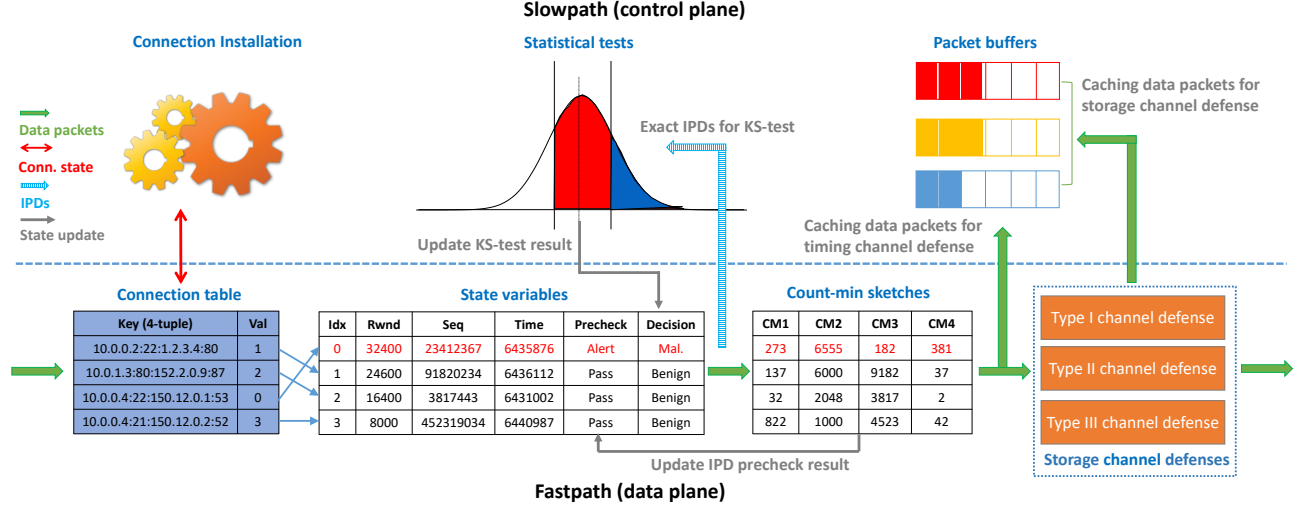 Slowpath (control plane)
Connection Installation
Statistical tests
Packet buffers
Data packets
Conn. state
IPDs
State update
Exact IPDs for KS-test
Caching data packets for
storage channel defense
Update KS-test result
Caching data packets for
timing channel defense
Connection table
Key (4-tuple) Val
10.0.0.2:22:1.2.3.4:80 1
10.0.1.3:80:152.2.0.9:87 2
10.0.0.4:22:150.12.0.1:53 0
10.0.0.4:21:150.12.0.2:52 3
State variables
Idx Rwnd Seq Time Precheck Decision
0 32400 23412367 6435876 Alert Mal.
1 24600 91820234 6436112 Pass Benign
2 16400 3817443 6431002 Pass Benign
3 8000 452319034 6440987 Pass Benign
Count-min sketches
CM1 CM2 CM3 CM4
273 6555 182 381
137 6000 9182 37
32 2048 3817 2
822 1000 4523 42
Type I channel defense
Type II channel defense
Type III channel defense
Storage channel defenses
Update IPD precheck result
Fastpath (data plane)